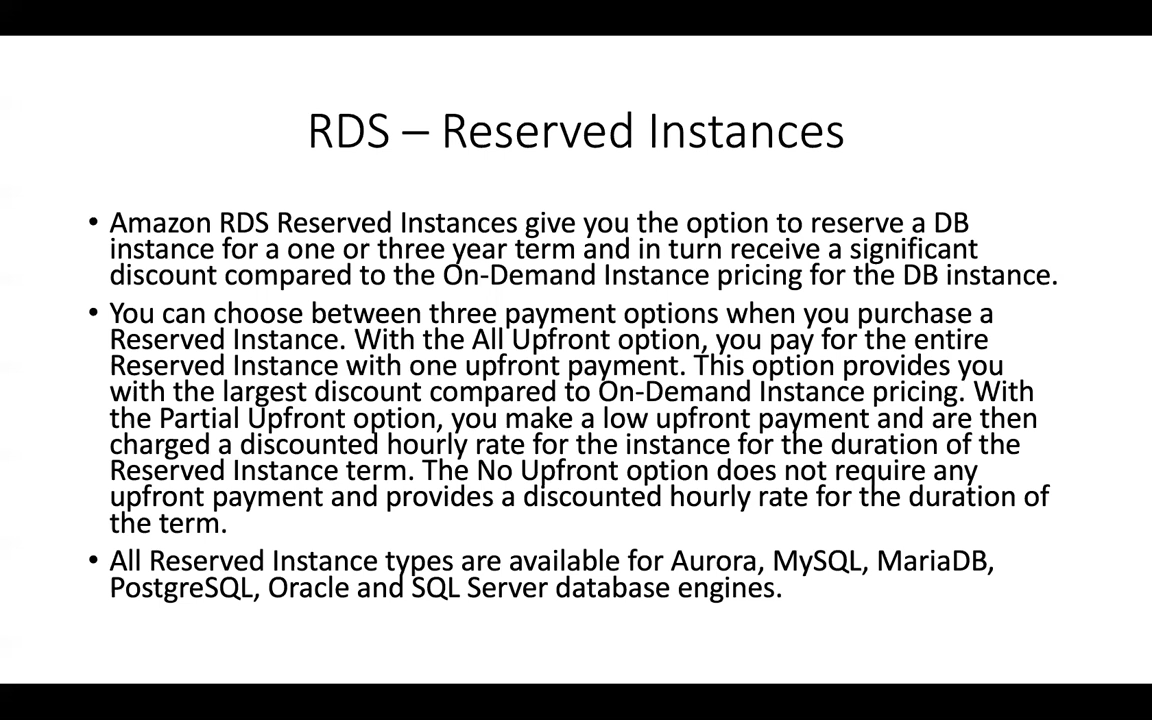 RDS – Reserved Instances
• Amazon RDS Reserved Instances give you the option to reserve a DB
instance for a one or three year term and in turn receive a significant
discount compared to the On-Demand Instance pricing for the DB instance.
• You can choose between three payment options when you purchase a
Reserved Instance. With the All Upfront option, you pay for the entire
Reserved Instance with one upfront payment. This option provides you
with the largest discount compared to On-Demand Instance pricing. With
the Partial Upfront option, you make a low upfront payment and are then
charged a discounted hourly rate for the instance for the duration of the
Reserved Instance term. The No Upfront option does not require any
upfront payment and provides a discounted hourly rate for the duration of
the term.
• All Reserved Instance types are available for Aurora, MySQL, MariaDB,
PostgreSQL, Oracle and SQL Server database engines.